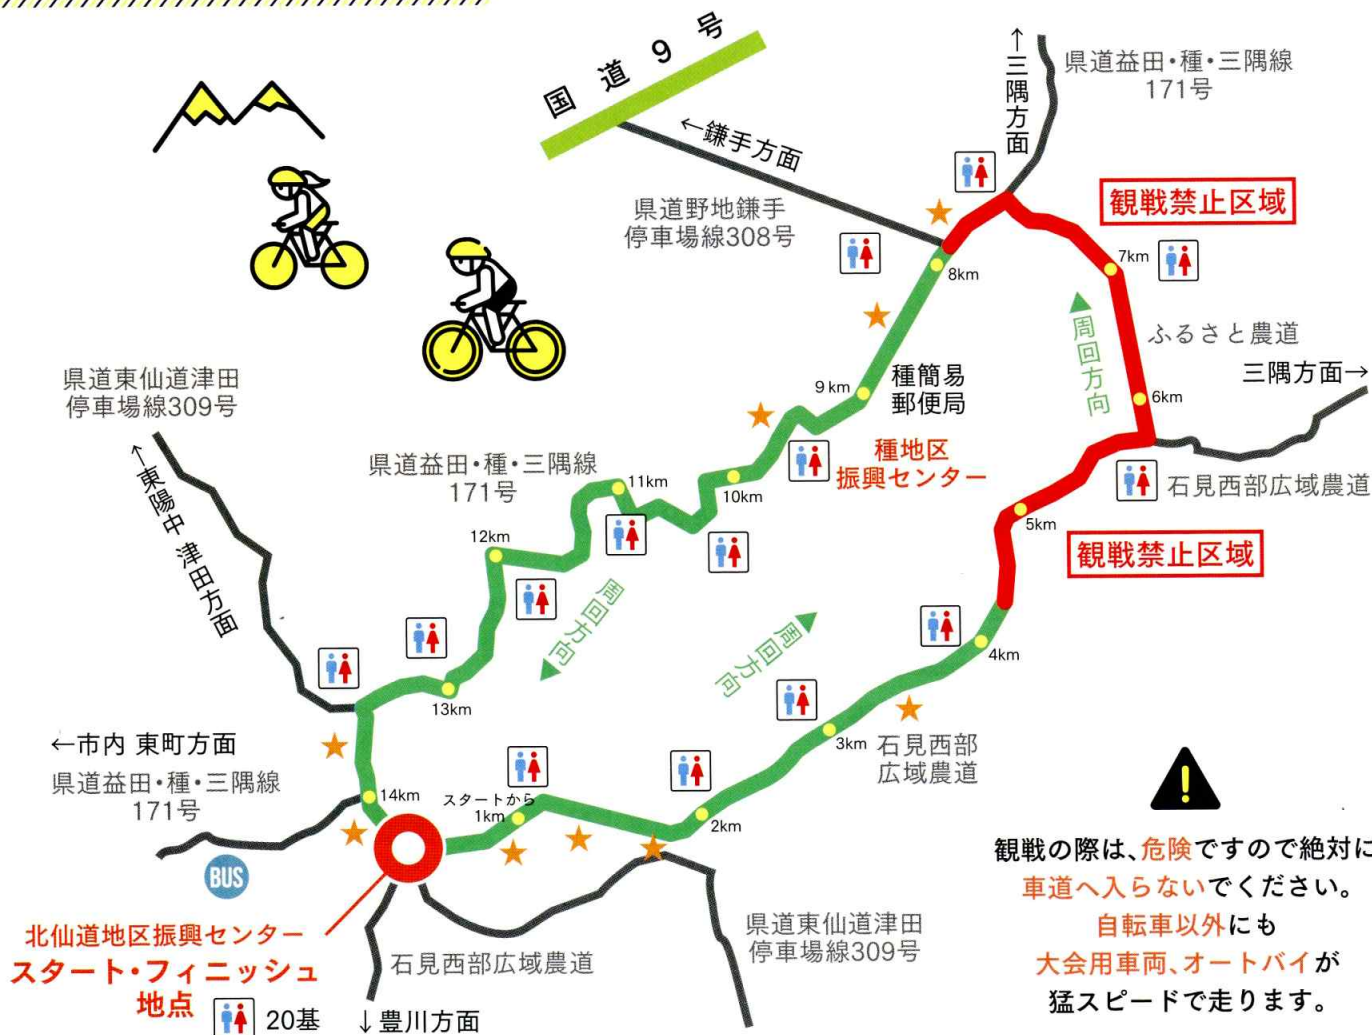 国道9号
←鎌手方面
↑三隅方面
県道益田・種・三隅線
171号
観戦禁止区域
県道野地鎌手
停車場線308号
8km
7km
周回方向
ふるさと農道
三隅方面→
6km
県道東仙道津田
停車場線309号
9km
種簡易
郵便局
種地区
振興センター
県道益田・種・三隅線
171号
11km
10km
石見西部広域農道
5km
↑東陽中 津田方面
12km
観戦禁止区域
周回方向
周回方向
4km
13km
←市内 東町方面
県道益田・種・三隅線
171号
3km
石見西部
広域農道
14km
スタートから
1km
2km
BUS
観戦の際は、危険ですので絶対に
車道へ入らないでください。
自転車以外にも
大会用車両、オートバイが
猛スピードで走ります。
北仙道地区振興センター
スタート・フィニッシュ
地点
20基
石見西部広域農道
↓豊川方面
県道東仙道津田
停車場線309号